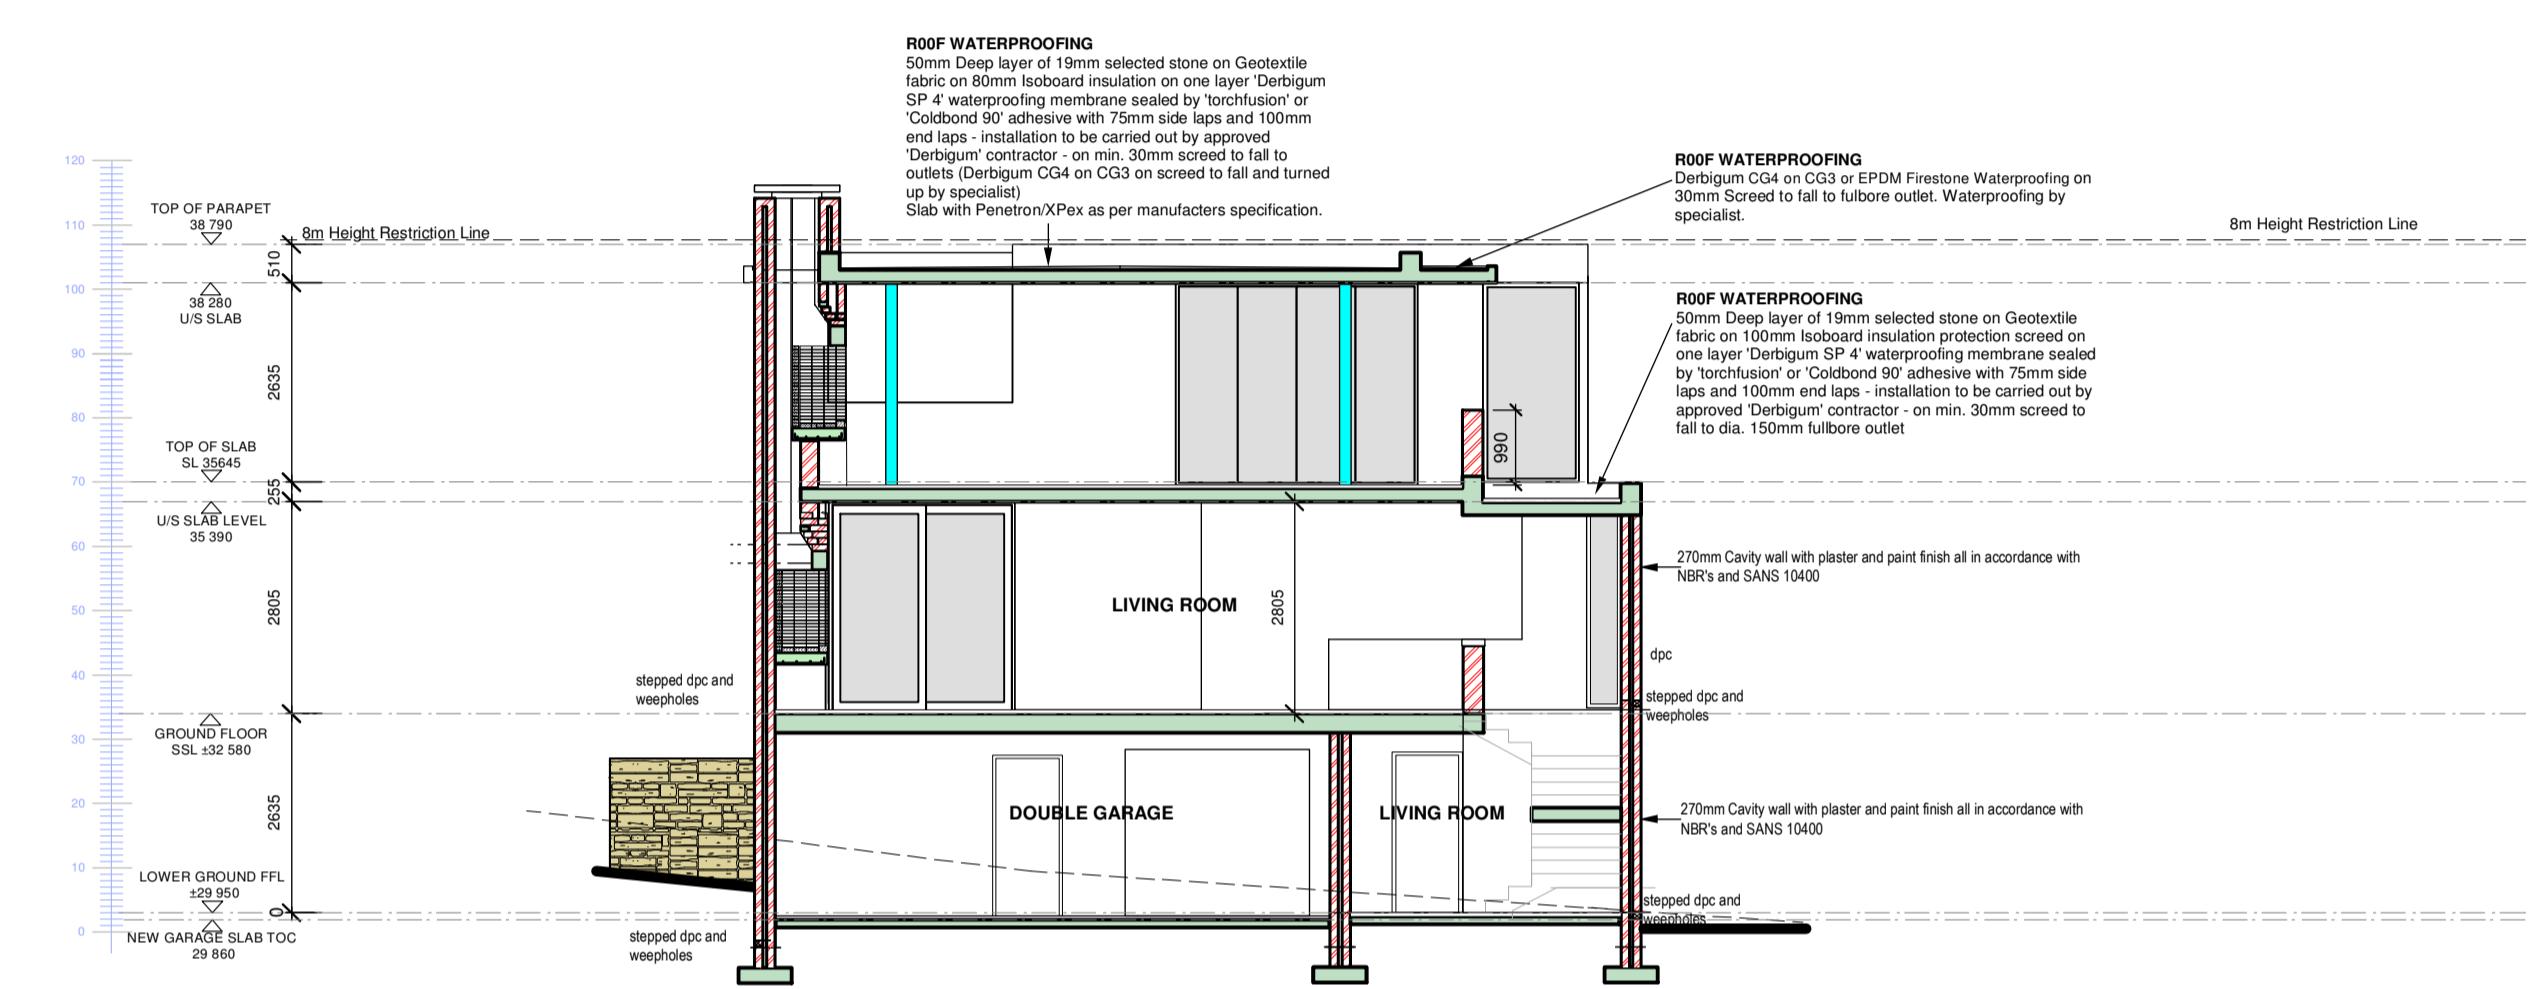 R00F WATERPROOFING
50mm Deep layer of 19mm selected stone on Geotextile
fabric on 80mm Isoboard insulation on one layer 'Derbigum
SP 4' waterproofing membrane sealed by 'torchfusion' or
'Coldbond 90' adhesive with 75mm side laps and 100mm
end laps - installation to be carried out by approved
'Derbigum' contractor - on min. 30mm screed to fall to
outlets (Derbigum CG4 on CG3 on screed to fall and turned
up by specialist)
Slab with Penetron/XPex as per manufacters specification.
R00F WATERPROOFING
Derbigum CG4 on CG3 or EPDM Firestone Waterproofing on
30mm Screed to fall to fulbore outlet. Waterproofing by
specialist.
8m Height Restriction Line
8m Height Restriction Line
R00F WATERPROOFING
50mm Deep layer of 19mm selected stone on Geotextile
fabric on 100mm Isoboard insulation protection screed on
one layer 'Derbigum SP 4' waterproofing membrane sealed
by 'torchfusion' or 'Coldbond 90' adhesive with 75mm side
laps and 100mm end laps - installation to be carried out by
approved 'Derbigum' contractor - on min. 30mm screed to
fall to dia. 150mm fullbore outlet
120
110
100
90
80
70
60
50
40
30
20
10
0
TOP OF PARAPET
38 790
38 280
U/S SLAB
TOP OF SLAB
SL 35645
U/S SLAB LEVEL
35 390
GROUND FLOOR
SSL ±32 580
LOWER GROUND FFL
±29 950
NEW GARAGE SLAB TOC
29 860
510
2635
255
2805
2635
0
990
LIVING ROOM
2805
270mm Cavity wall with plaster and paint finish all in accordance with
NBR's and SANS 10400
dpc
stepped dpc and
weepholes
stepped dpc and
weepholes
DOUBLE GARAGE
LIVING ROOM
270mm Cavity wall with plaster and paint finish all in accordance with
NBR's and SANS 10400
stepped dpc and
weepholes
stepped dpc and
weepholes